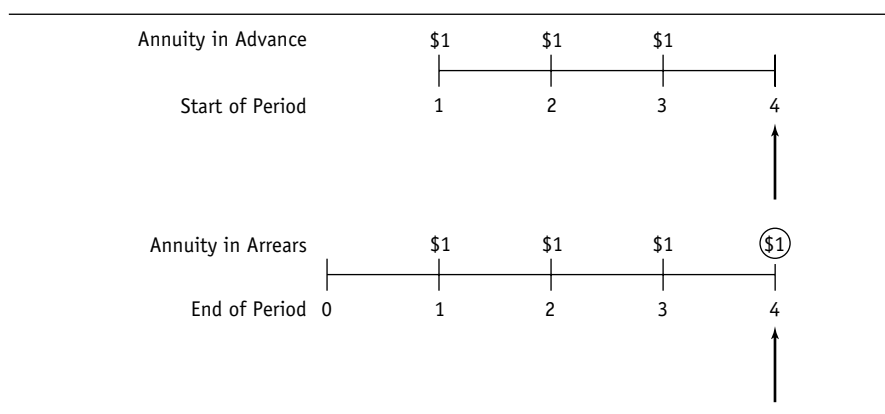 Annuity in Advance $1 $1 $1
Start of Period 1 2 3 4
Annuity in Arrears $1 $1 $1 $1
End of Period 0 1 2 3 4